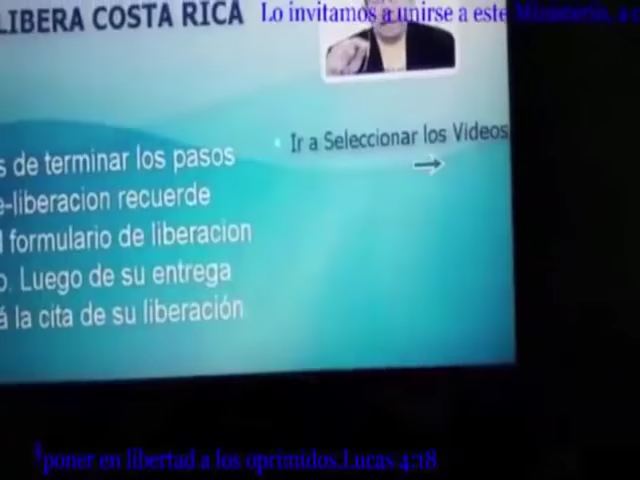 LIBERA COSTA RICA
Lo invitamos a unirse a este Ministerio, a
Ir a Seleccionar los Videos
s de terminar los pasos
e-liberacion recuerde
l formulario de liberacion
o. Luego de su entrega
á la cita de su liberación
poner en libertad a los oprimidos.Lucas 4:18